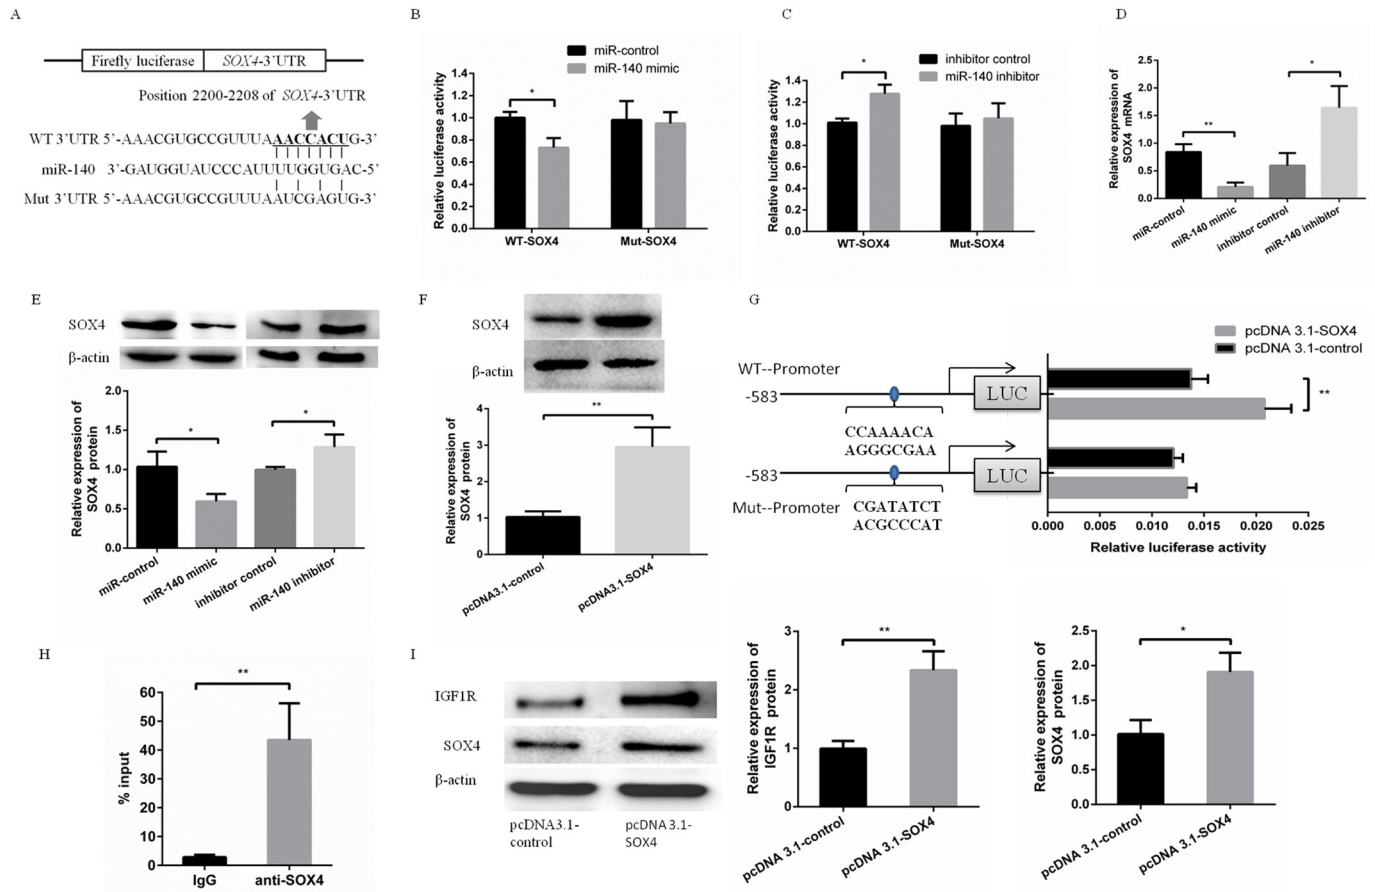 A
Firefly luciferase SOX4-3'UTR
Position 2200-2208 of SOX4-3'UTR
WT 3'UTR 5'-AAACGUGCCGUUUAAACCACUG-3'
miR-140 3'-GAUGGUAUCCCAUUUUGGUGAC-5'
Mut 3'UTR 5'-AAACGUGCCGUUUAAUCGAGUG-3'
B
miR-control
miR-140 mimic
Relative luciferase activity
1.4
1.2
1.0
0.8
0.6
0.4
0.2
0.0
*
WT-SOX4 Mut-SOX4
C
inhibitor control
miR-140 inhibitor
Relative luciferase activity
1.4
1.2
1.0
0.8
0.6
0.4
0.2
0.0
*
WT-SOX4 Mut-SOX4
D
Relative expression of
SOX4 mRNA
2.5
2.0
1.5
1.0
0.5
0.0
**
*
miR-control
miR-140 mimic
inhibitor control
miR-140 inhibitor
E
SOX4
β-actin
Relative expression of
SOX4 protein
2.0
1.5
1.0
0.5
0.0
*
*
miR-control
miR-140 mimic
inhibitor control
miR-140 inhibitor
F
SOX4
β-actin
Relative expression of
SOX4 protein
4
3
2
1
0
**
pcDNA3.1-control
pcDNA3.1-SOX4
G
pcDNA 3.1-SOX4
pcDNA 3.1-control
WT--Promoter
-583
LUC
CCAAAACA
AGGGCGAA
-583
LUC
Mut--Promoter
CGATATCT
ACGCCCAT
**
0.000 0.005 0.010 0.015 0.020 0.025
Relative luciferase activity
H
% input
60
50
40
30
20
10
0
**
IgG anti-SOX4
I
IGF1R
SOX4
β-actin
pcDNA3.1-
control
pcDNA 3.1-
SOX4
Relative expression of
IGF1R protein
3
2
1
0
**
pcDNA 3.1-control
pcDNA 3.1-SOX4
Relative expression of
SOX4 protein
2.5
2.0
1.5
1.0
0.5
0.0
*
pcDNA 3.1-control
pcDNA 3.1-SOX4